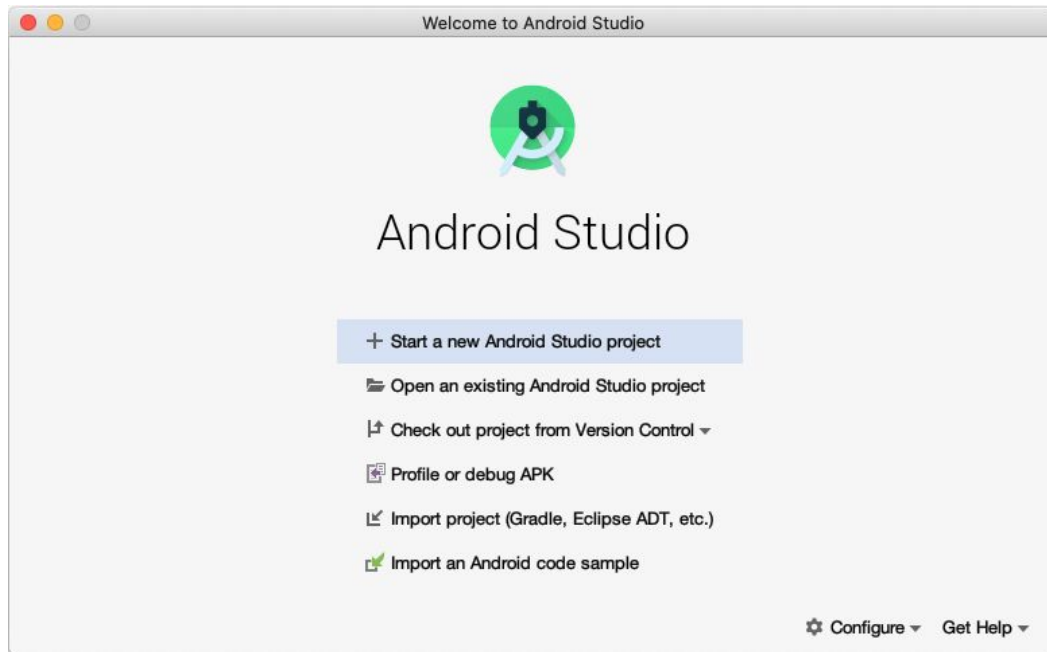 Welcome to Android Studio
Android Studio
Start a new Android Studio project
Open an existing Android Studio project
Check out project from Version Control
Profile or debug APK
Import project (Gradle, Eclipse ADT, etc.)
Import an Android code sample
Configure Get Help